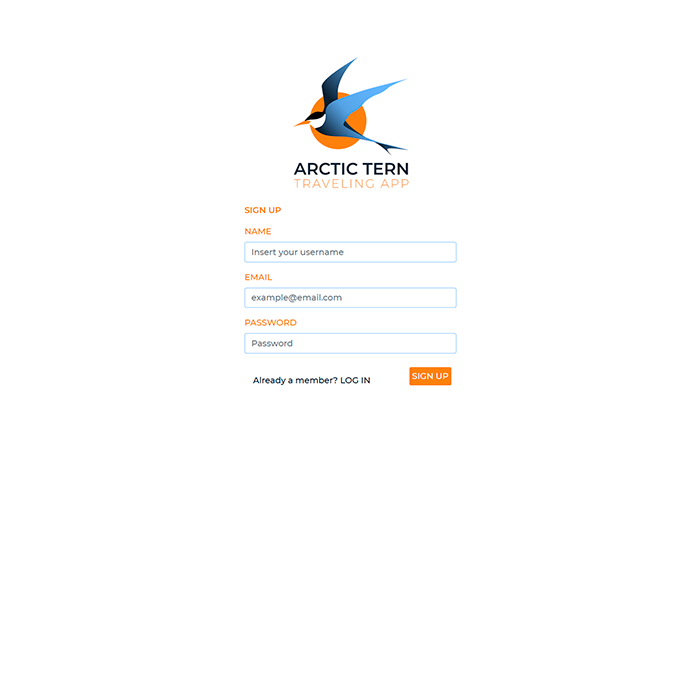 ARCTIC TERN
TRAVELING APP
SIGN UP
NAME
Insert your username
EMAIL
example@email.com
PASSWORD
Password
Already a member? LOG IN
SIGN UP